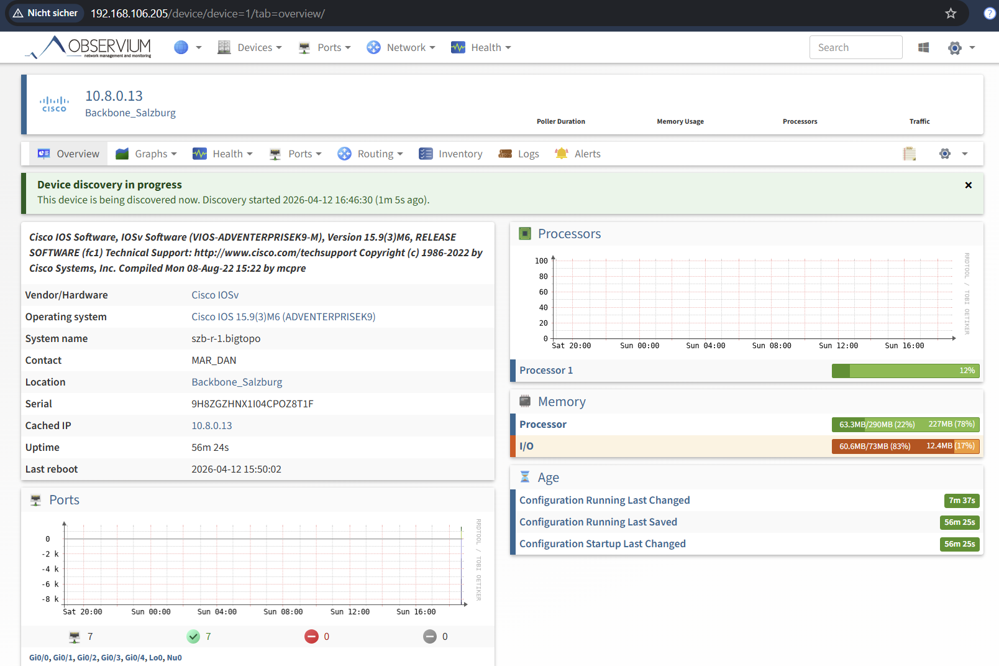 Nicht sicher 192.168.106.205/device/device=1/tab=overview/
OBSERVIUM
network management and monitoring
Devices Ports Network Health Search
CISCO
10.8.0.13
Backbone_Salzburg
Poller Duration Memory Usage Processors Traffic
Overview Graphs Health Ports Routing Inventory Logs Alerts
Device discovery in progress
This device is being discovered now. Discovery started 2026-04-12 16:46:30 (1m 5s ago).
Cisco IOS Software, IOSv Software (VIOS-ADVENTERPRISEK9-M), Version 15.9(3)M6, RELEASE
SOFTWARE (fc1) Technical Support: http://www.cisco.com/techsupport Copyright (c) 1986-2022 by
Cisco Systems, Inc. Compiled Mon 08-Aug-22 15:22 by mcpre
Vendor/Hardware Cisco IOSv
Operating system Cisco IOS 15.9(3)M6 (ADVENTERPRISEK9)
System name szb-r-1.bigtopo
Contact MAR_DAN
Location Backbone_Salzburg
Serial 9H8ZGZHNX1I04CPOZ8T1F
Cached IP 10.8.0.13
Uptime 56m 24s
Last reboot 2026-04-12 15:50:02
Ports
0
-2 k
-4 k
-6 k
-8 k
Sat 20:00 Sun 00:00 Sun 04:00 Sun 08:00 Sun 12:00 Sun 16:00
RRDTOOL / TOBI OETIKER
7 7 0 0
Gi0/0, Gi0/1, Gi0/2, Gi0/3, Gi0/4, Lo0, Nu0
Processors
100
80
60
40
20
0
Sat 20:00 Sun 00:00 Sun 04:00 Sun 08:00 Sun 12:00 Sun 16:00
RRDTOOL / TOBI OETIKER
Processor 1 12%
Memory
Processor 63.3MB/290MB (22%) 227MB (78%)
I/O 60.6MB/73MB (83%) 12.4MB (17%)
Age
Configuration Running Last Changed 7m 37s
Configuration Running Last Saved 56m 25s
Configuration Startup Last Changed 56m 25s